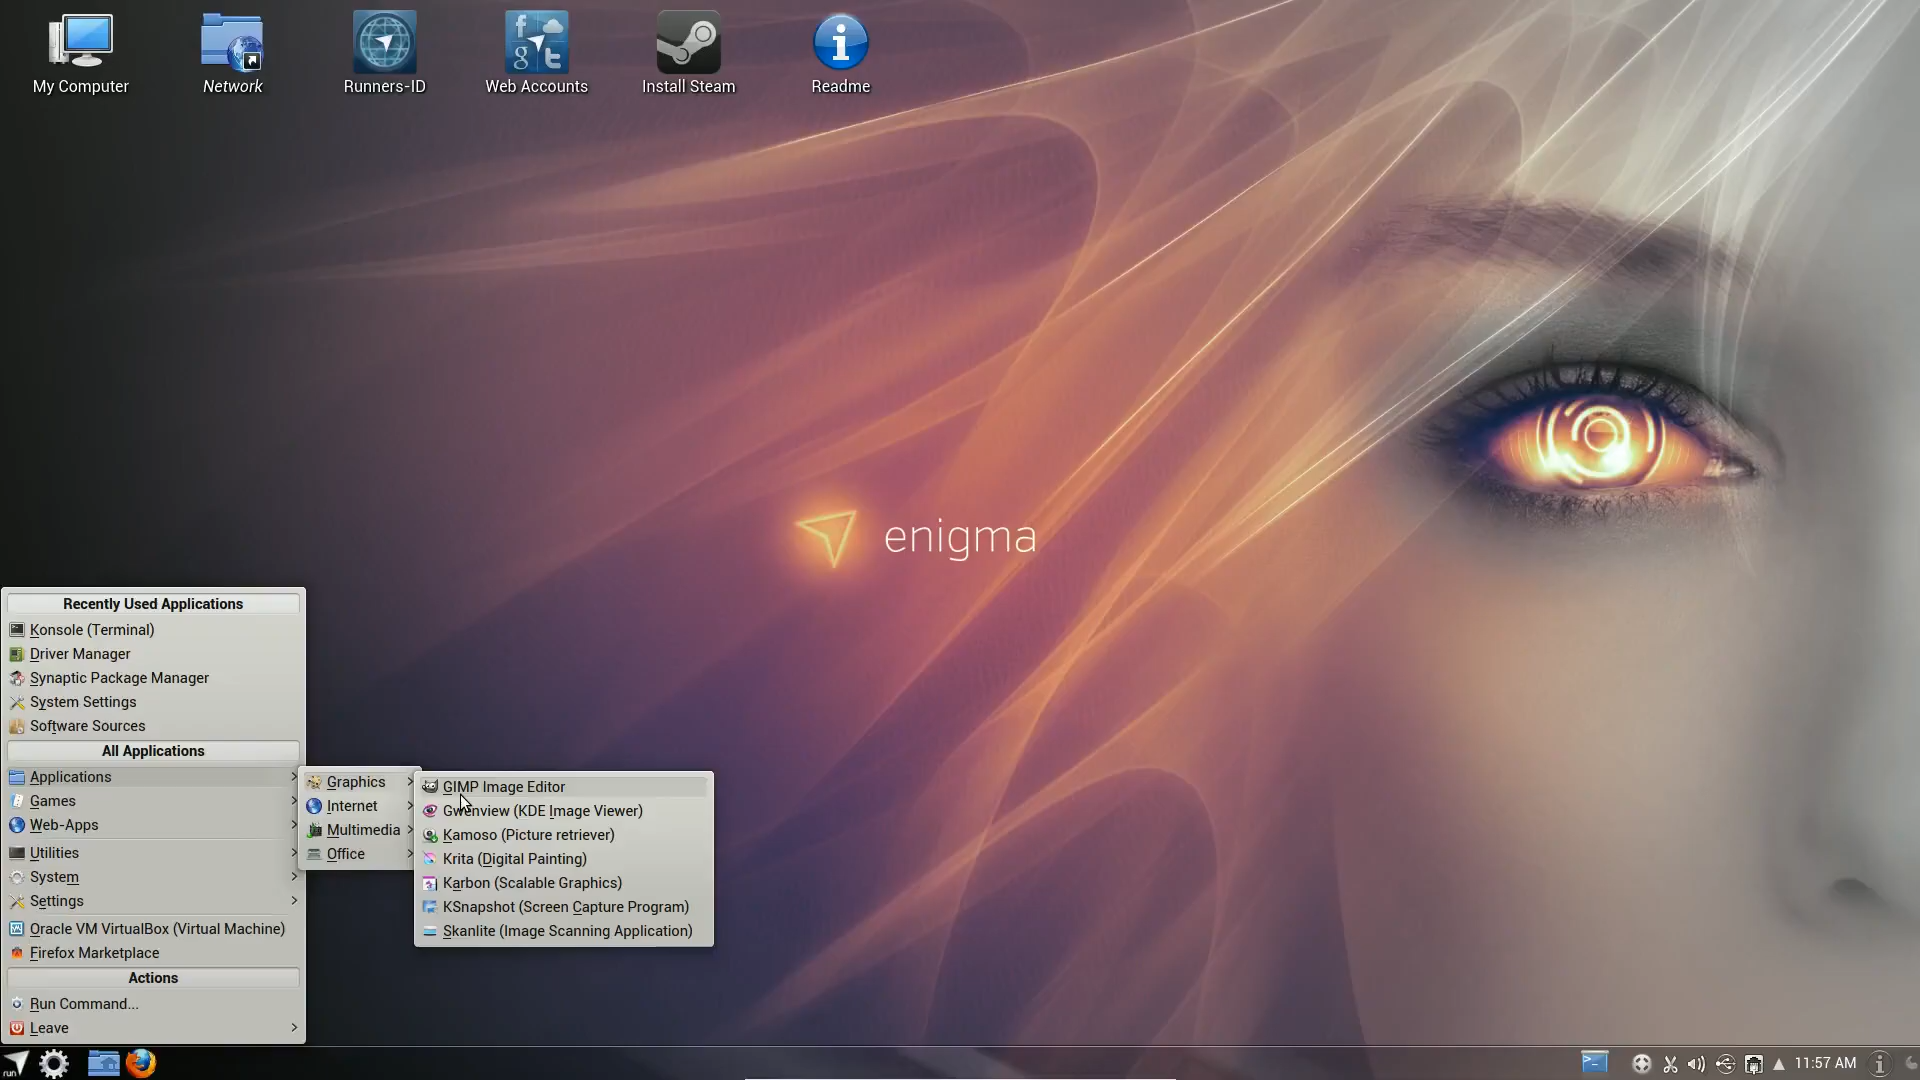 My Computer
Network
Runners-ID
Web Accounts
Install Steam
Readme
enigma
Recently Used Applications
Konsole (Terminal)
Driver Manager
Synaptic Package Manager
System Settings
Software Sources
All Applications
Applications
Games
Web-Apps
Utilities
System
Settings
Oracle VM VirtualBox (Virtual Machine)
Firefox Marketplace
Actions
Run Command...
Leave
Graphics
Internet
Multimedia
Office
GIMP Image Editor
Gwenview (KDE Image Viewer)
Kamoso (Picture retriever)
Krita (Digital Painting)
Karbon (Scalable Graphics)
KSnapshot (Screen Capture Program)
Skanlite (Image Scanning Application)
run
11:57 AM